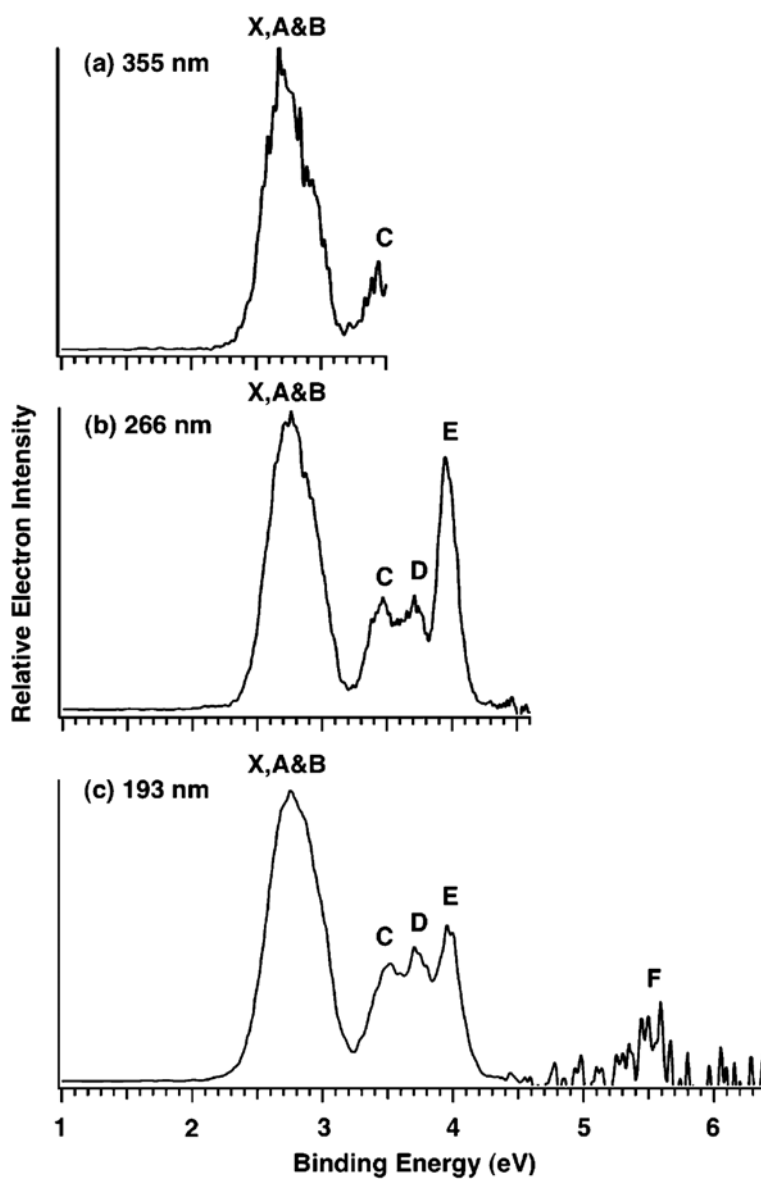 X,A&B
(a) 355 nm
C
X,A&B
(b) 266 nm
E
C
D
Relative Electron Intensity
X,A&B
(c) 193 nm
E
D
C
F
1 2 3 4 5 6
Binding Energy (eV)